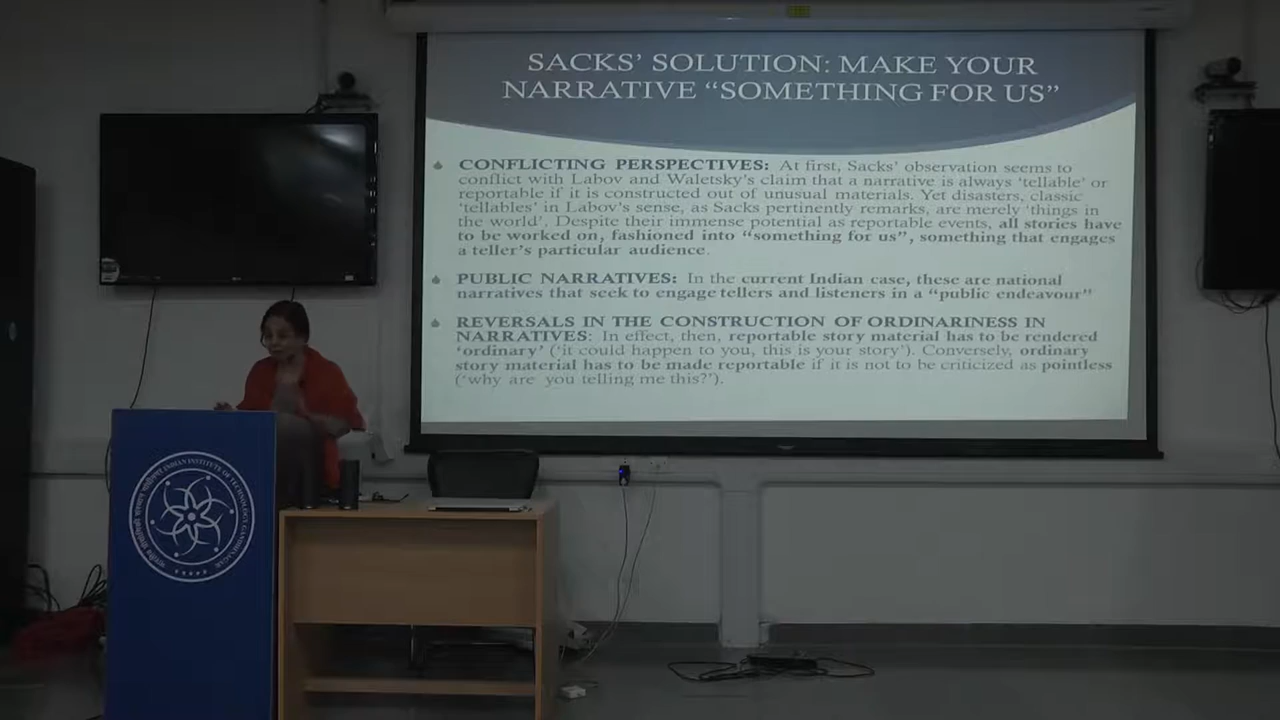 SACKS' SOLUTION: MAKE YOUR
NARRATIVE “SOMETHING FOR US”
CONFLICTING PERSPECTIVES: At first, Sacks' observation seems to
conflict with Labov and Waletsky's claim that a narrative is always 'tellable' or
reportable if it is constructed out of unusual materials. Yet disasters, classic
'tellables' in Labov's sense, as Sacks pertinently remarks, are merely 'things in
the world'. Despite their immense potential as reportable events, all stories have
to be worked on, fashioned into “something for us”, something that engages
a teller's particular audience.
PUBLIC NARRATIVES: In the current Indian case, these are national
narratives that seek to engage tellers and listeners in a “public endeavour”
REVERSALS IN THE CONSTRUCTION OF ORDINARINESS IN
NARRATIVES: In effect, then, reportable story material has to be rendered
'ordinary' ('it could happen to you, this is your story'). Conversely, ordinary
story material has to be made reportable if it is not to be criticized as pointless
('why are you telling me this?').
INDIAN INSTITUTE OF TECHNOLOGY GANDHINAGAR